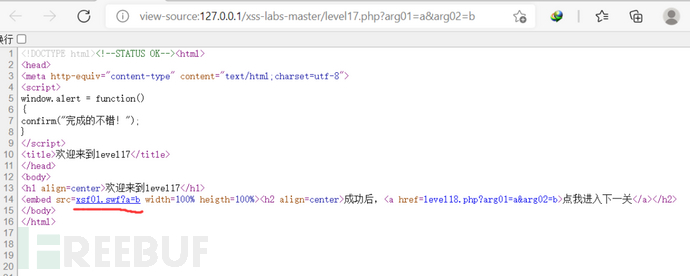 view-source:127.0.0.1/xss-labs-master/level17.php?arg01=a&arg02=b
换行
1 <!DOCTYPE html><!--STATUS OK--><html>
2 <head>
3 <meta http-equiv="content-type" content="text/html;charset=utf-8">
4 <script>
5 window.alert = function()
6 {
7 confirm("完成的不错！");
8 }
9 </script>
10 <title>欢迎来到level17</title>
11 </head>
12 <body>
13 <h1 align=center>欢迎来到level17</h1>
14 <embed src=xsf01.swf?a=b width=100% heigth=100%><h2 align=center>成功后，<a href=level18.php?arg01=a&arg02=b>点我进入下一关</a></h2>
15 </body>
16 </html>
17
18
19
20
21
REEBUF